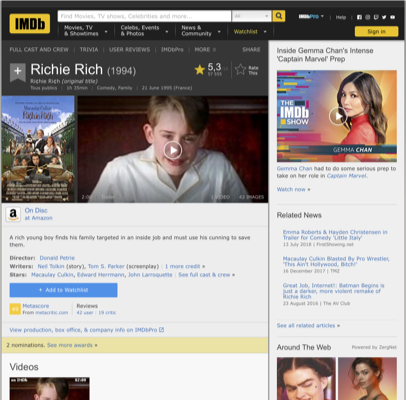 IMDb
Find Movies, TV shows, Celebrities and more...
All
IMDbPro
Help
Movies, TV & Showtimes
Celebs, Events & Photos
News & Community
Watchlist
Sign in
FULL CAST AND CREW | TRIVIA | USER REVIEWS | IMDbPro | MORE
SHARE
Richie Rich (1994)
Richie Rich (original title)
Tous publics | 1h 35min | Comedy, Family | 21 June 1995 (France)
5,3
Rate This
1 VIDEO
42 IMAGES
On Disc
at Amazon
A rich young boy finds his family targeted in an inside job and must use his cunning to save them.
Director: Donald Petrie
Writers: Neil Tolkin (story), Tom S. Parker (screenplay) | 1 more credit »
Stars: Macaulay Culkin, Edward Herrmann, John Larroquette | See full cast & crew »
+ Add to Watchlist
Metascore
From metacritic.com
Reviews
42 user | 19 critic
View production, box office, & company info on IMDbPro
2 nominations. See more awards »
Videos
Inside Gemma Chan's Intense
'Captain Marvel' Prep
THE IMDb SHOW
GEMMA CHAN
Gemma Chan had to do some serious prep to
take on her role in Captain Marvel.
Watch now »
Related News
Emma Roberts & Hayden Christensen in
Trailer for Comedy 'Little Italy'
13 July 2018 | FirstShowing.net
Macaulay Culkin Blasted By Pro Wrestler,
'This Ain't Hollywood, Bitch!'
16 December 2017 | TMZ
Great Job, Internet!: Batman Begins is
just a darker, more violent remake of
Richie Rich
23 August 2016 | The AV Club
See all related articles »
Around The Web
Powered by ZergNet